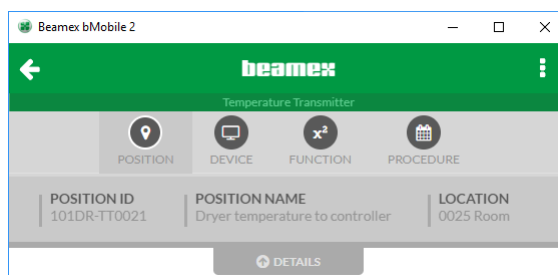 Beamex bMobile 2
beamex
Temperature Transmitter
x²
POSITION DEVICE FUNCTION PROCEDURE
POSITION ID POSITION NAME LOCATION
101DR-TT0021 Dryer temperature to controller 0025 Room
DETAILS